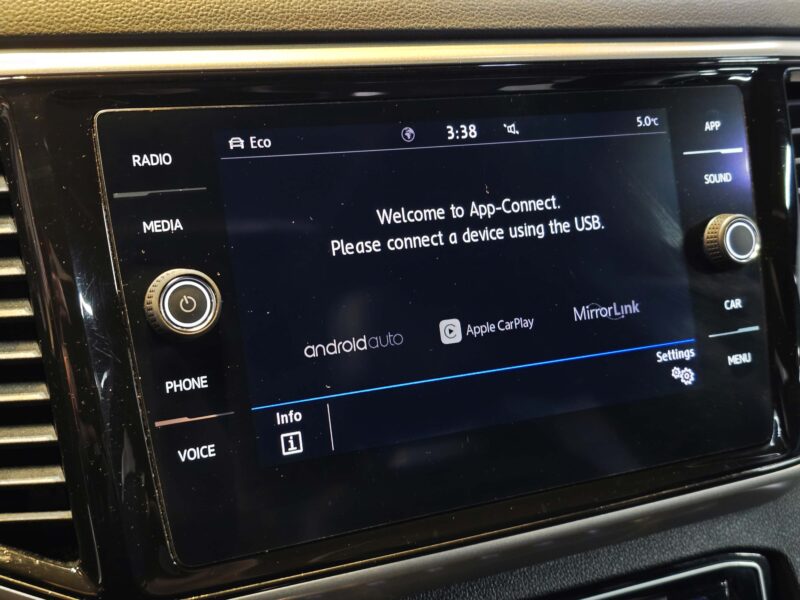 RADIO
MEDIA
PHONE
VOICE
Eco
3:38
5.0°C
Welcome to App-Connect.
Please connect a device using the USB.
androidauto
Apple CarPlay
MirrorLink
Info
Settings
APP
SOUND
CAR
MENU